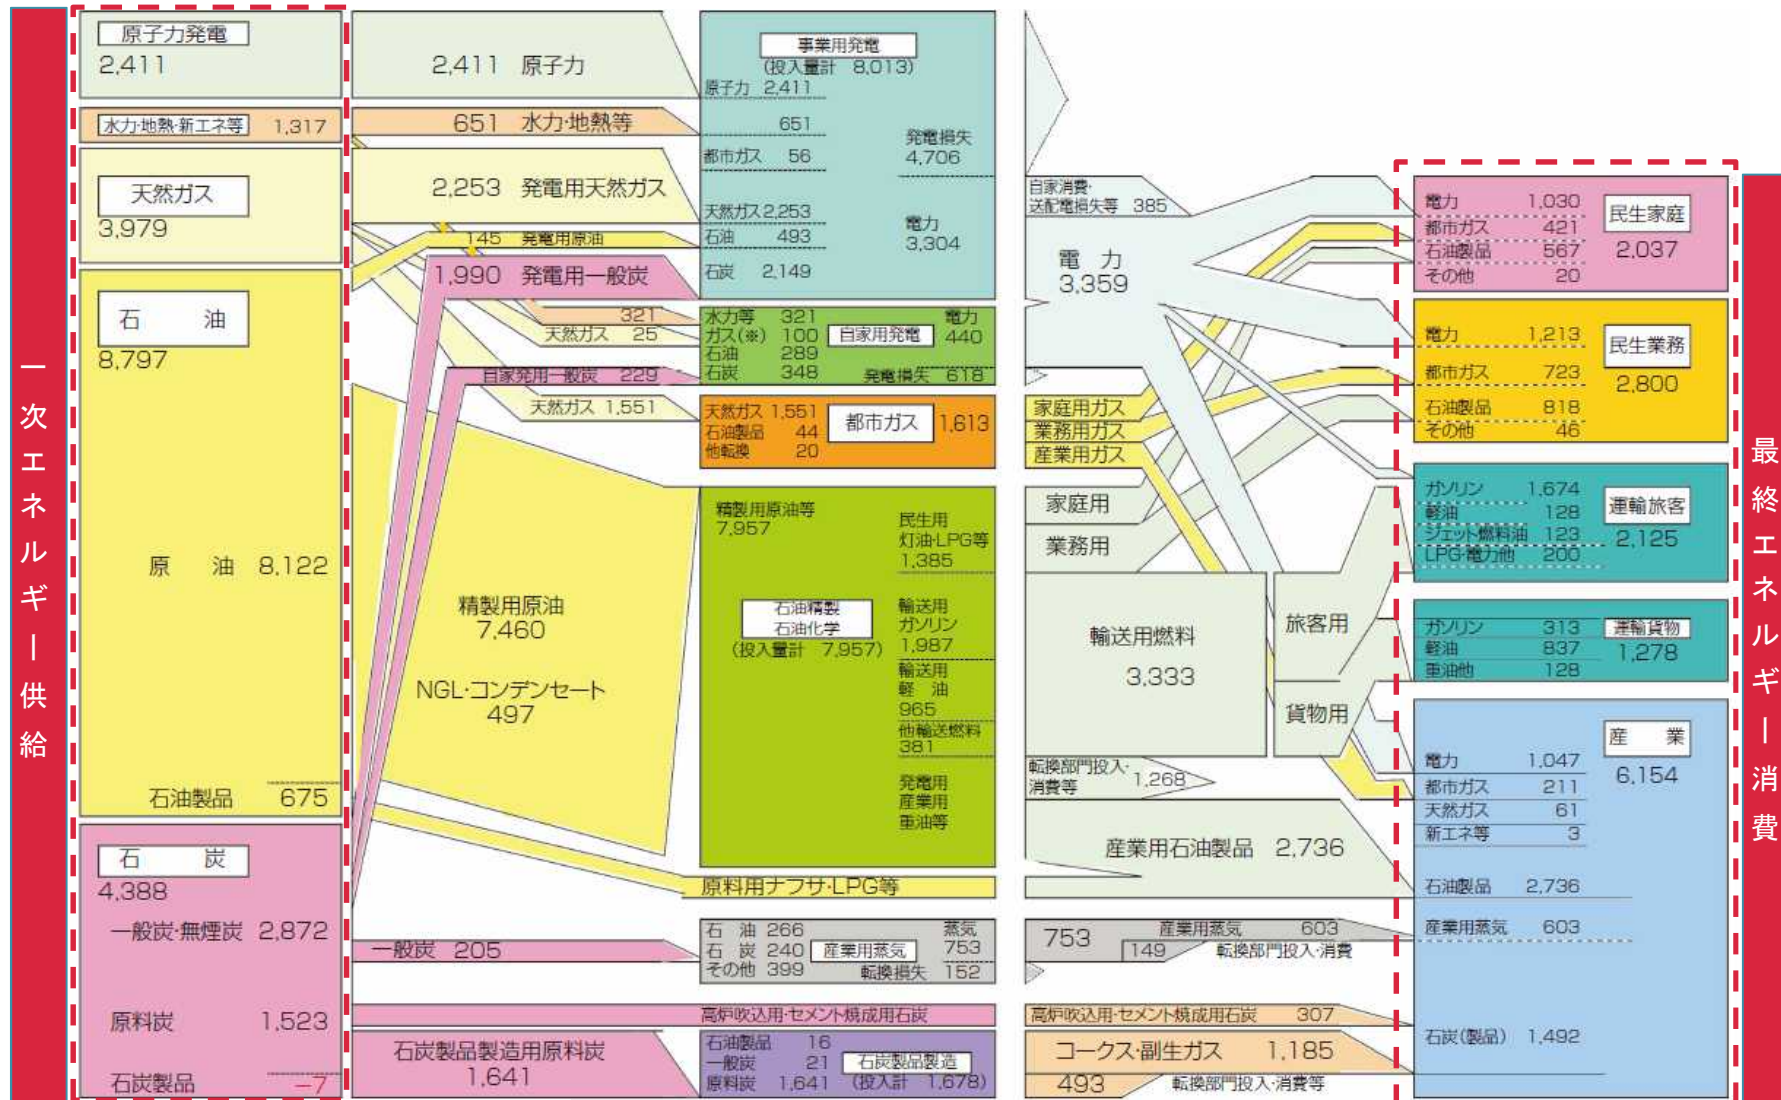 一次エネルギー供給
原子力発電
2,411
水力・地熱・新エネ等 1,317
天然ガス
3,979
石 油
8,797
原 油 8,122
石油製品 675
石 炭
4,388
一般炭・無煙炭 2,872
原料炭 1,523
石炭製品 -7
2,411 原子力
651 水力・地熱等
2,253 発電用天然ガス
145 発電用原油
1,990 発電用一般炭
321
天然ガス 25
自家発用一般炭 229
天然ガス 1,551
精製用原油
7,460
NGL・コンデンセート
497
一般炭 205
石炭製品製造用原料炭
1,641
事業用発電
(投入量計 8,013)
原子力 2,411
651
都市ガス 56
天然ガス 2,253
石油 493
石炭 2,149
発電損失
4,706
電力
3,304
水力等 321
ガス(※) 100
石油 289
石炭 348
自家用発電
電力
440
発電損失 618
天然ガス 1,551
石油製品 44
他転換 20
都市ガス 1,613
精製用原油等
7,957
石油精製
石油化学
(投入量計 7,957)
民生用
灯油・LPG等
1,385
輸送用
ガソリン
1,987
輸送用
軽 油
965
他輸送燃料
381
発電用
産業用
重油等
原料用ナフサ・LPG等
石 油 266
石 炭 240
その他 399
産業用蒸気
蒸気
753
転換損失 152
高炉吹込用・セメント焼成用石炭
石油製品 16
一般炭 21
原料炭 1,641
石炭製品製造
(投入計 1,678)
自家消費・
送配電損失等 385
電 力
3,359
家庭用ガス
業務用ガス
産業用ガス
家庭用
業務用
輸送用燃料
3,333
旅客用
貨物用
転換部門投入・
消費等 1,268
産業用石油製品 2,736
753
産業用蒸気 603
149 転換部門投入・消費
高炉吹込用・セメント焼成用石炭 307
コークス・副生ガス 1,185
493 転換部門投入・消費等
電力 1,030
都市ガス 421
石油製品 567
その他 20
民生家庭
2,037
電力 1,213
都市ガス 723
石油製品 818
その他 46
民生業務
2,800
ガソリン 1,674
軽油 128
ジェット燃料油 123
LPG・電力他 200
運輸旅客
2,125
ガソリン 313
軽油 837
重油他 128
運輸貨物
1,278
産 業
6,154
電力 1,047
都市ガス 211
天然ガス 61
新エネ等 3
石油製品 2,736
産業用蒸気 603
石炭(製品) 1,492
最終エネルギー消費